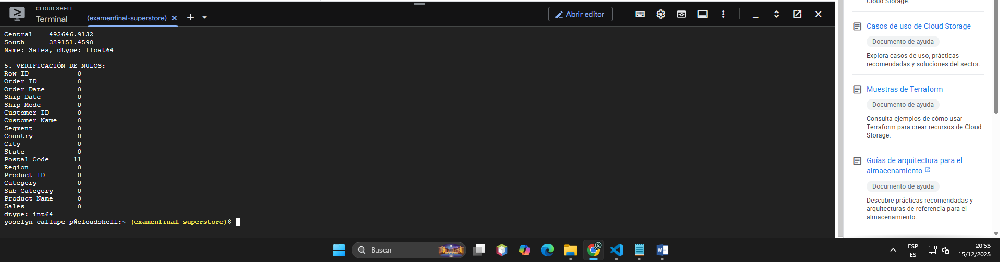 CLOUD SHELL
Terminal
(examenfinal-superstore)
Abrir editor
Central    492646.9132
South      389151.4590
Name: Sales, dtype: float64
5. VERIFICACIÓN DE NULOS:
Row ID            0
Order ID          0
Order Date        0
Ship Date         0
Ship Mode         0
Customer ID       0
Customer Name     0
Segment           0
Country           0
City              0
State             0
Postal Code      11
Region            0
Product ID        0
Category          0
Sub-Category      0
Product Name      0
Sales             0
dtype: int64
yoselyn_callupe_p@cloudshell:~ (examenfinal-superstore)$
Cloud Storage.
Casos de uso de Cloud Storage
Documento de ayuda
Explora casos de uso, prácticas
recomendadas y soluciones del sector.
Muestras de Terraform
Documento de ayuda
Consulta ejemplos de cómo usar
Terraform para crear recursos de Cloud
Storage.
Guías de arquitectura para el
almacenamiento
Documento de ayuda
Descubre prácticas recomendadas y
arquitecturas de referencia para el
almacenamiento.
Buscar
ESP
ES
20:53
15/12/2025